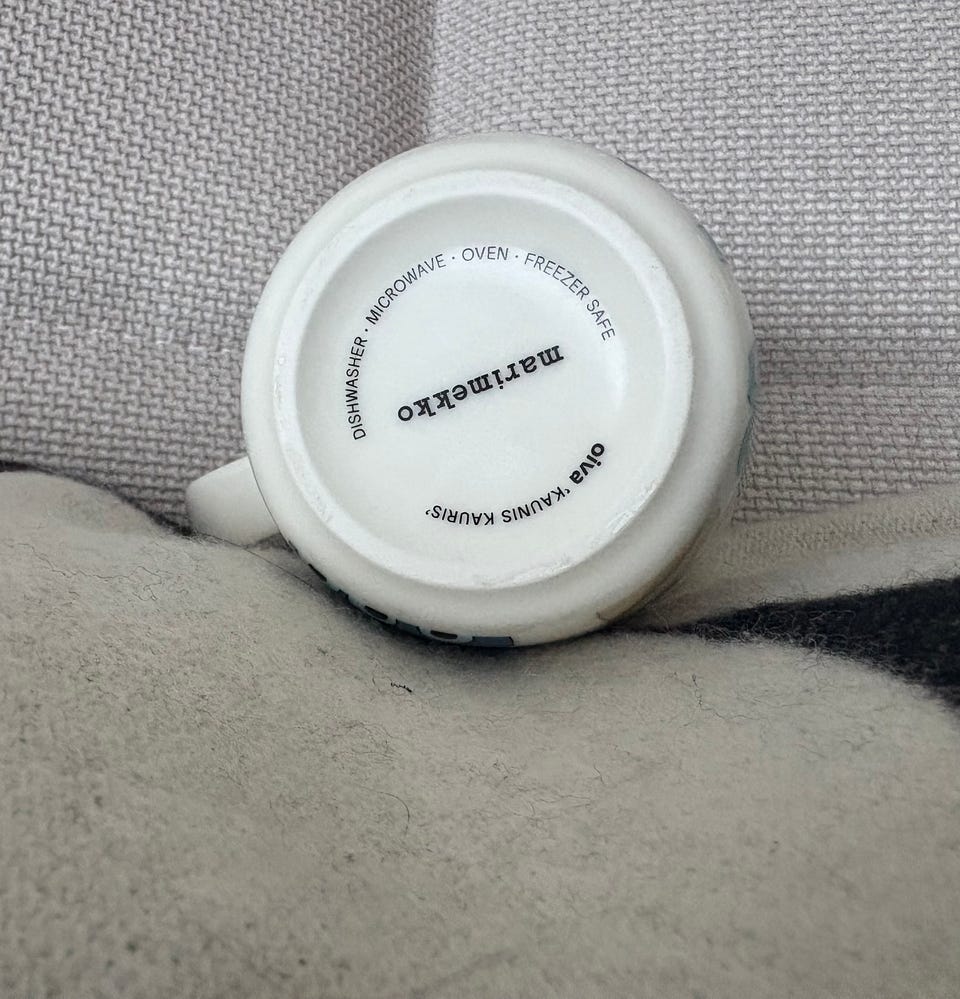 DISHWASHER · MICROWAVE · OVEN · FREEZER SAFE
marimekko
oiva 'KAUNIS KAURIS'